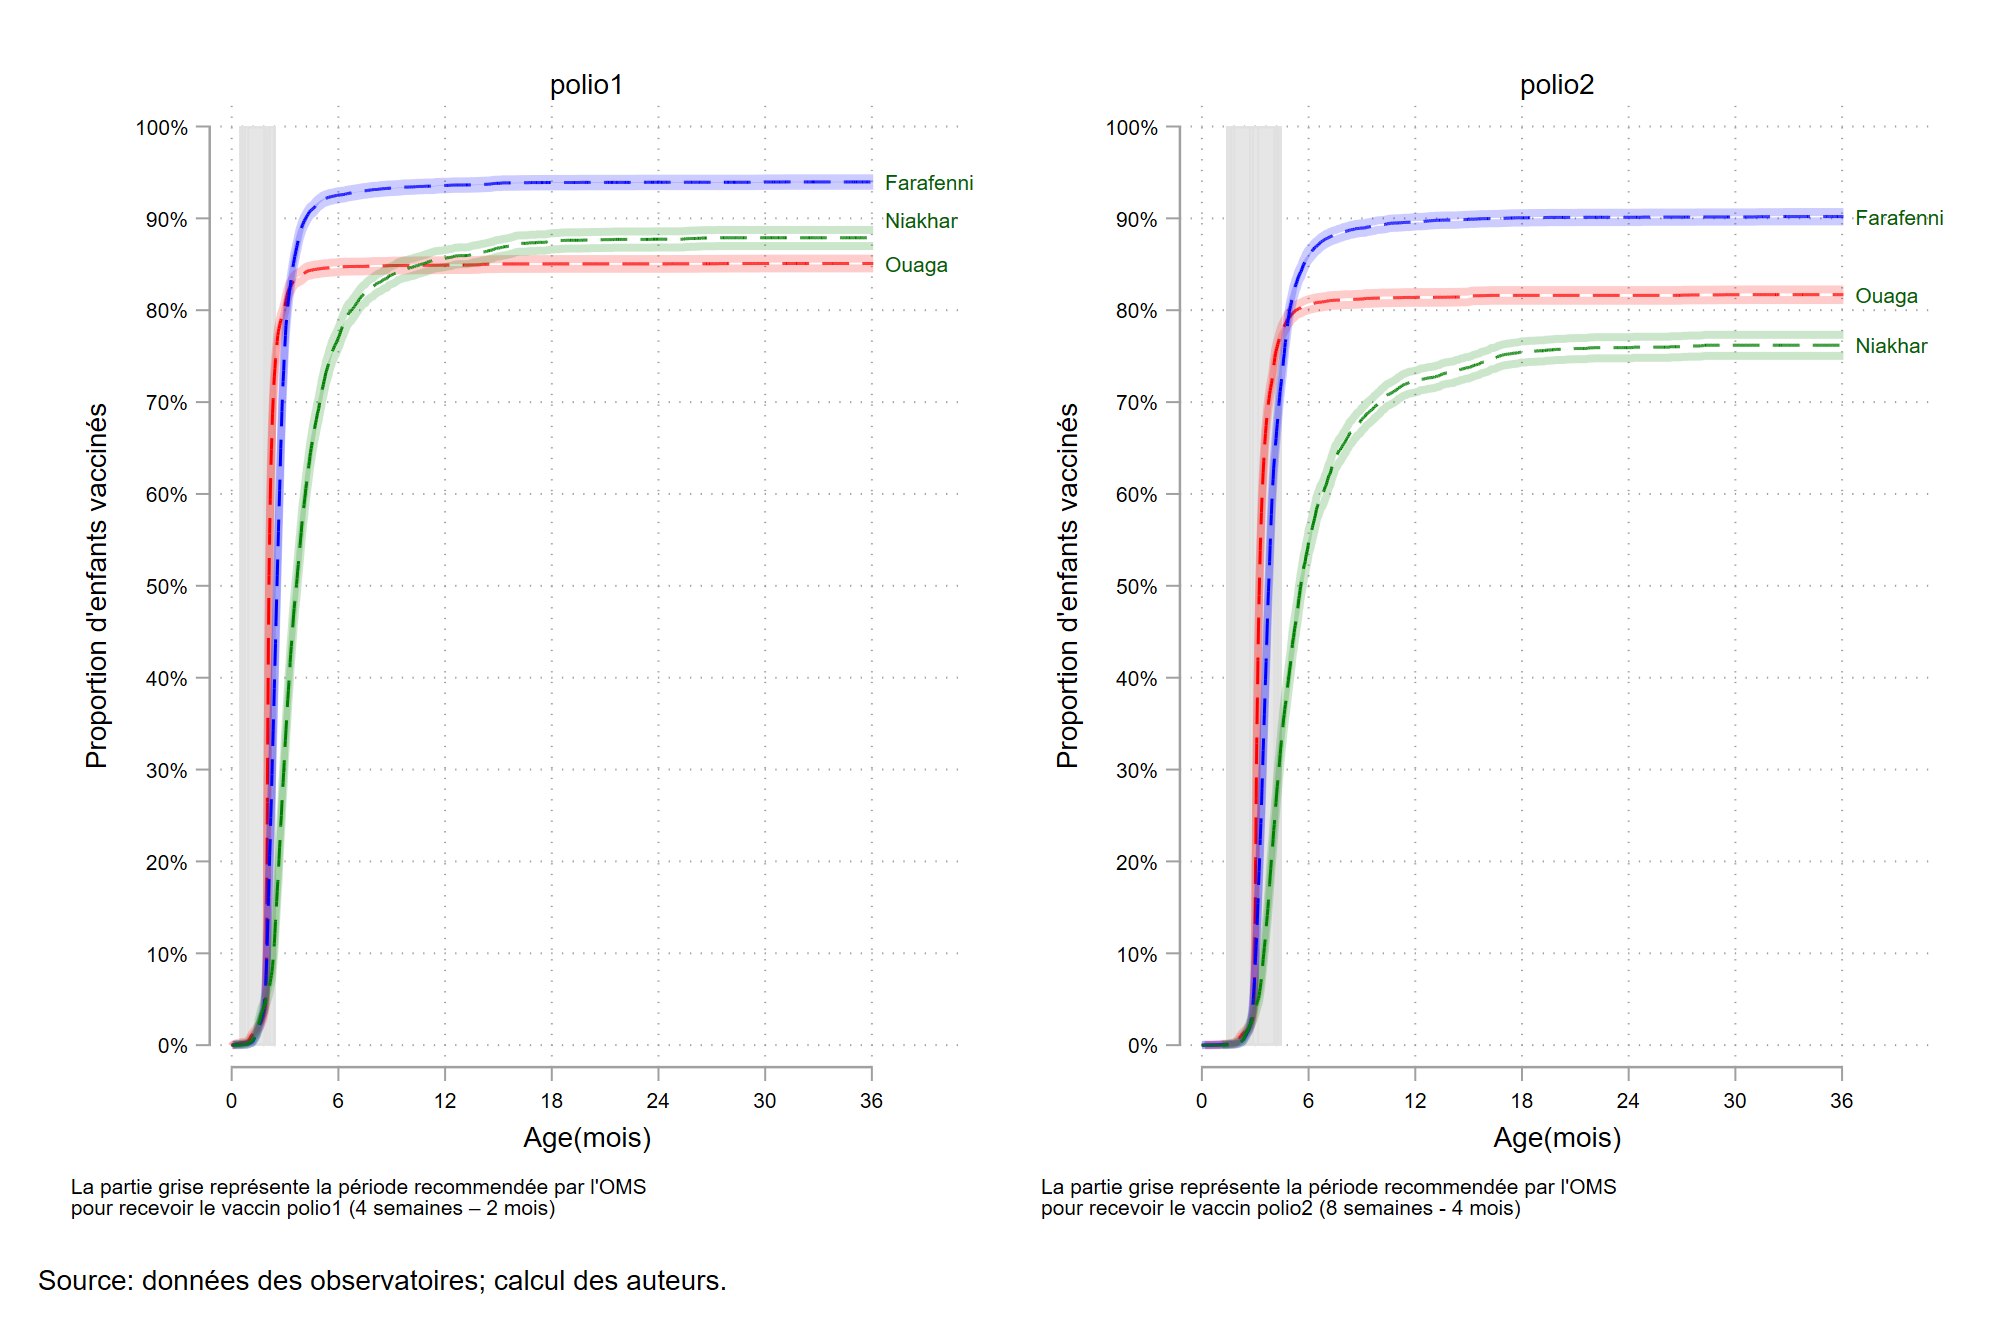 polio1
100%
90%
80%
70%
60%
50%
40%
30%
20%
10%
0%
Proportion d'enfants vaccinés
Farafenni
Niakhar
Ouaga
0 6 12 18 24 30 36
Age(mois)
La partie grise représente la période recommendée par l'OMS
pour recevoir le vaccin polio1 (4 semaines – 2 mois)
polio2
100%
90%
80%
70%
60%
50%
40%
30%
20%
10%
0%
Proportion d'enfants vaccinés
Farafenni
Ouaga
Niakhar
0 6 12 18 24 30 36
Age(mois)
La partie grise représente la période recommendée par l'OMS
pour recevoir le vaccin polio2 (8 semaines - 4 mois)
Source: données des observatoires; calcul des auteurs.